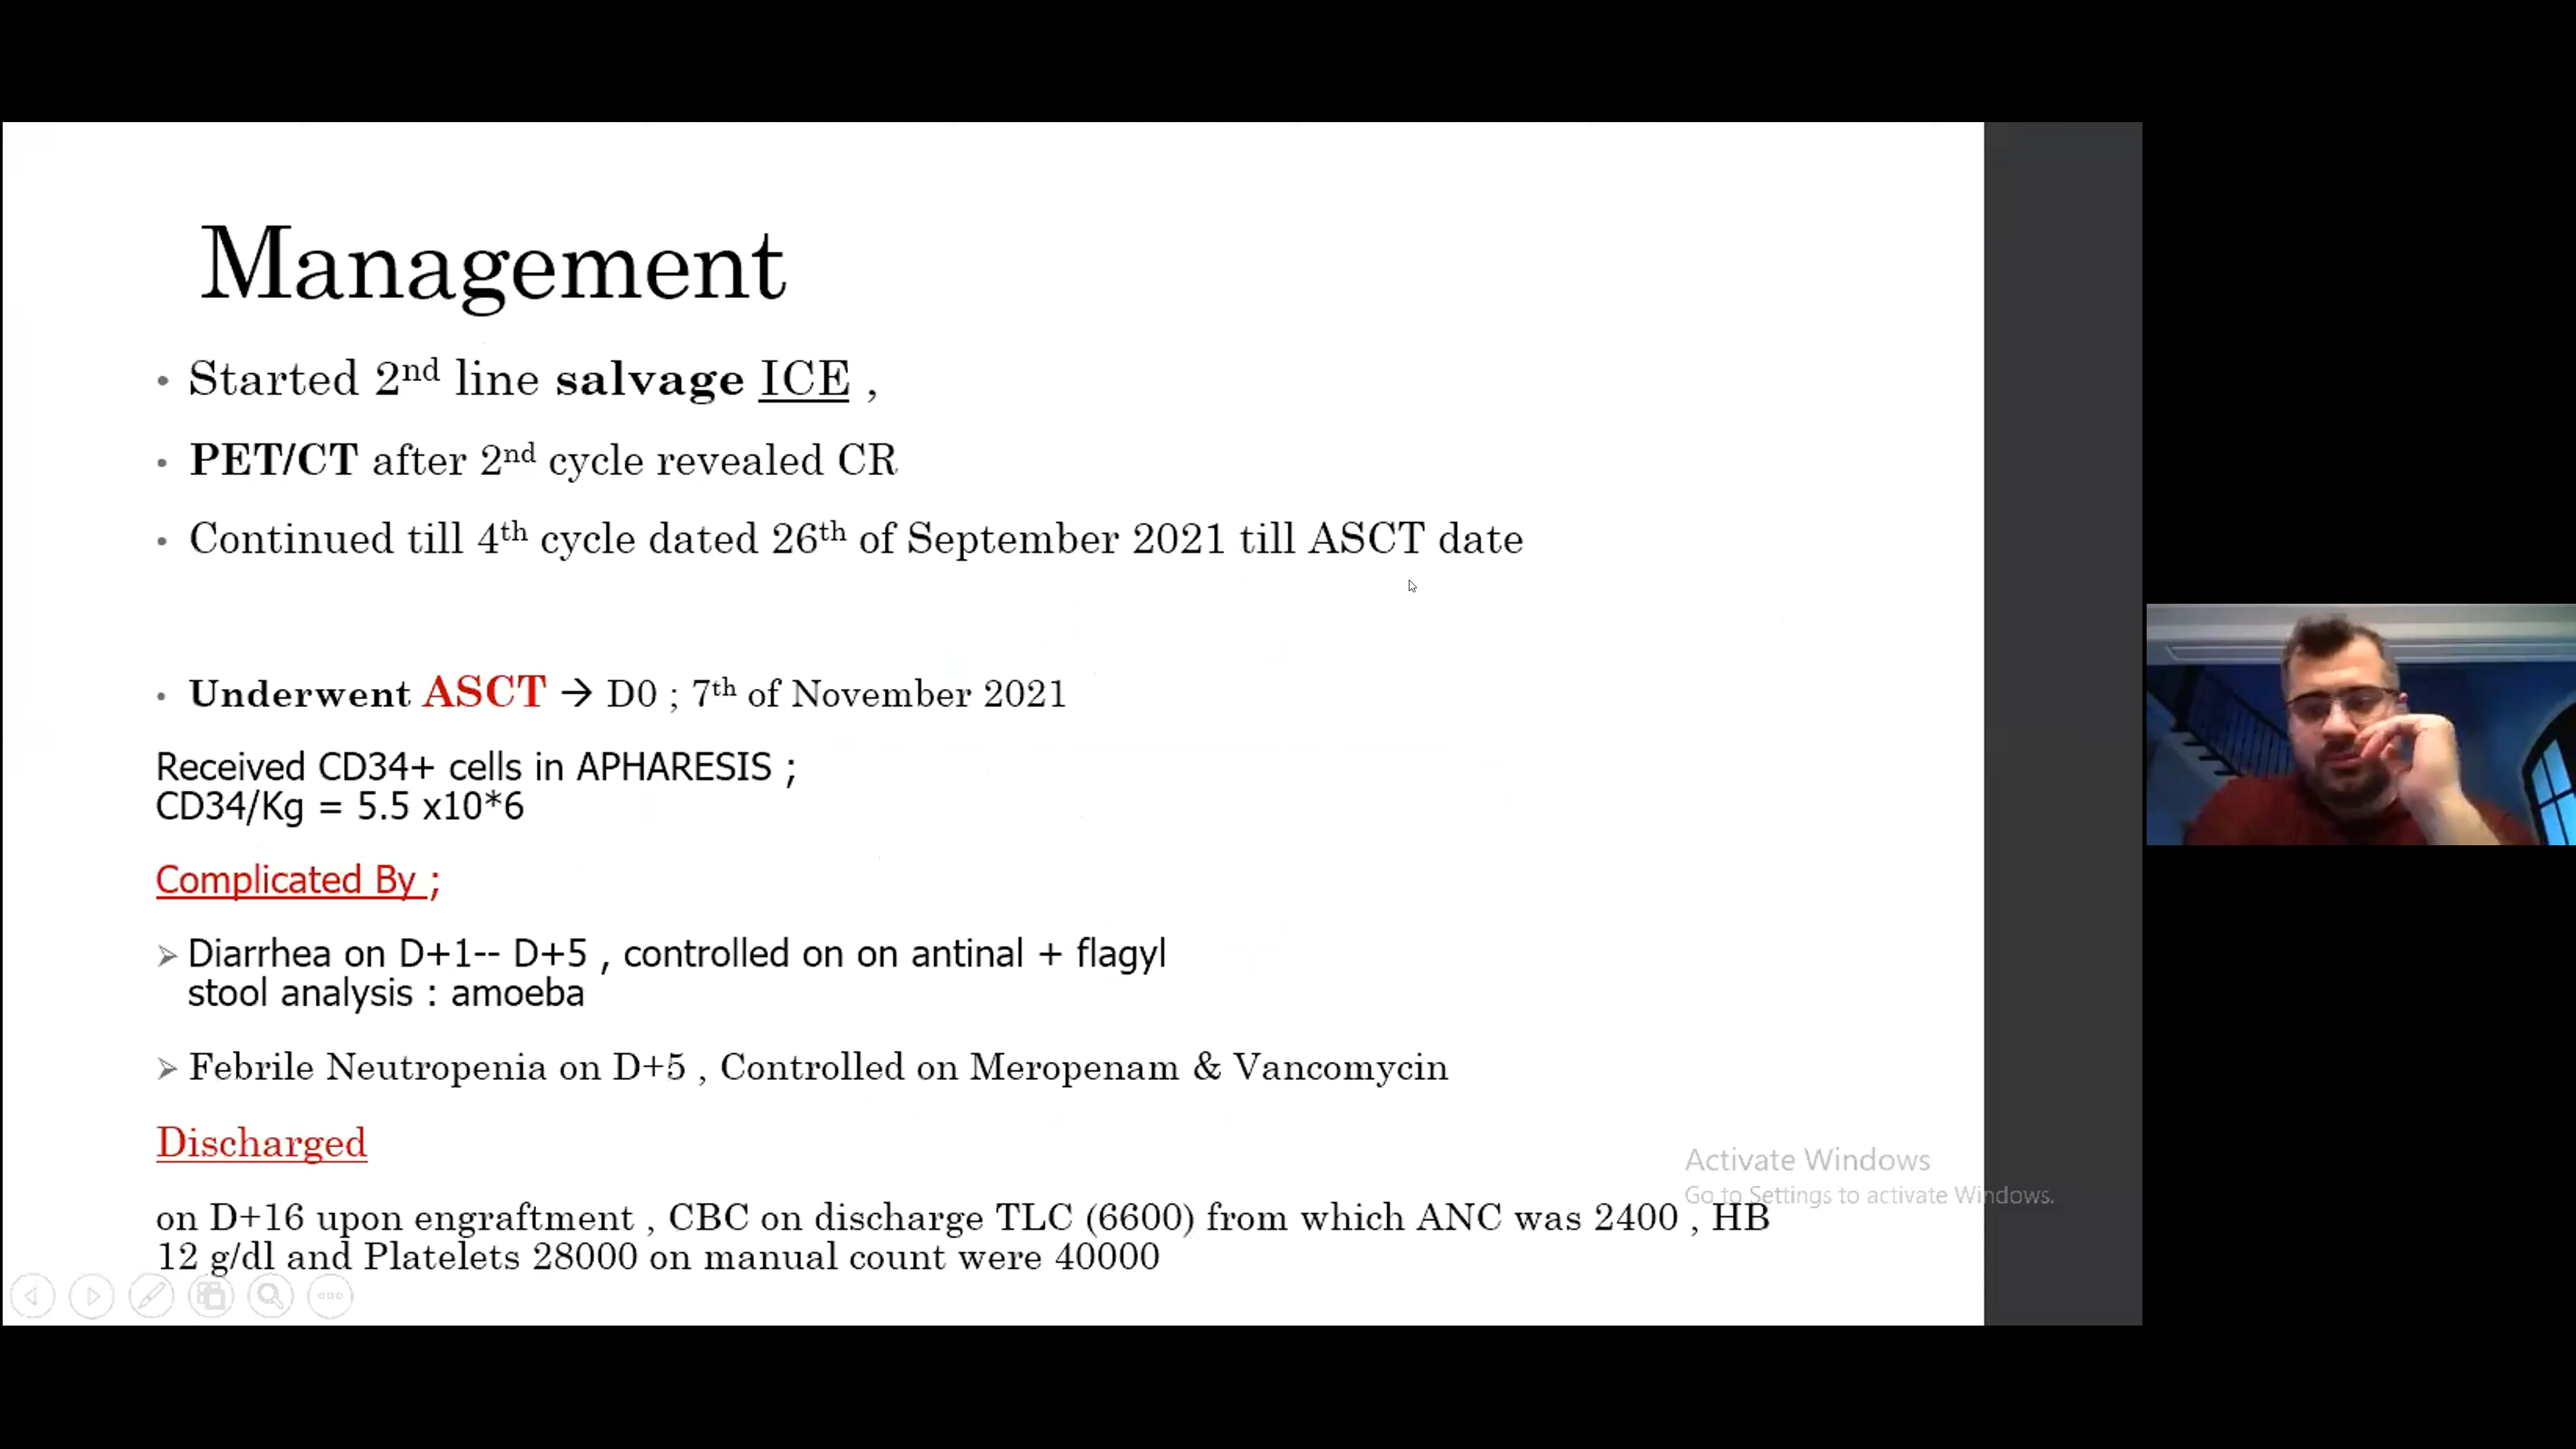 Management
• Started 2nd line salvage ICE ,
• PET/CT after 2nd cycle revealed CR
• Continued till 4th cycle dated 26th of September 2021 till ASCT date
• Underwent ASCT → D0 ; 7th of November 2021
Received CD34+ cells in APHARESIS ;
CD34/Kg = 5.5 x10*6
Complicated By ;
➢ Diarrhea on D+1-- D+5 , controlled on on antinal + flagyl
stool analysis : amoeba
➢ Febrile Neutropenia on D+5 , Controlled on Meropenam & Vancomycin
Discharged
on D+16 upon engraftment , CBC on discharge TLC (6600) from which ANC was 2400 , HB
12 g/dl and Platelets 28000 on manual count were 40000
Activate Windows
Go to Settings to activate Windows.